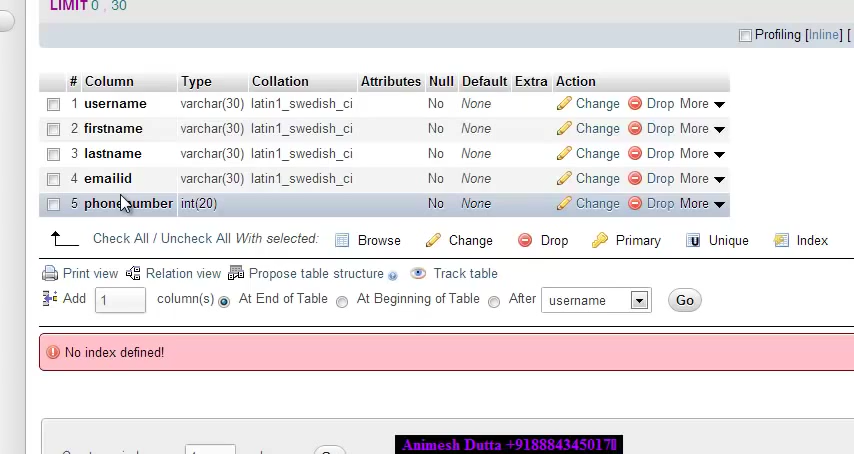 LIMIT 0 , 30
Profiling [Inline] [
# Column Type Collation Attributes Null Default Extra Action
1 username varchar(30) latin1_swedish_ci No None Change Drop More
2 firstname varchar(30) latin1_swedish_ci No None Change Drop More
3 lastname varchar(30) latin1_swedish_ci No None Change Drop More
4 emailid varchar(30) latin1_swedish_ci No None Change Drop More
5 phonenumber int(20) No None Change Drop More
Check All / Uncheck All With selected: Browse Change Drop Primary Unique Index
Print view Relation view Propose table structure Track table
Add 1 column(s) At End of Table At Beginning of Table After username Go
No index defined!
Animesh Dutta +918884345017